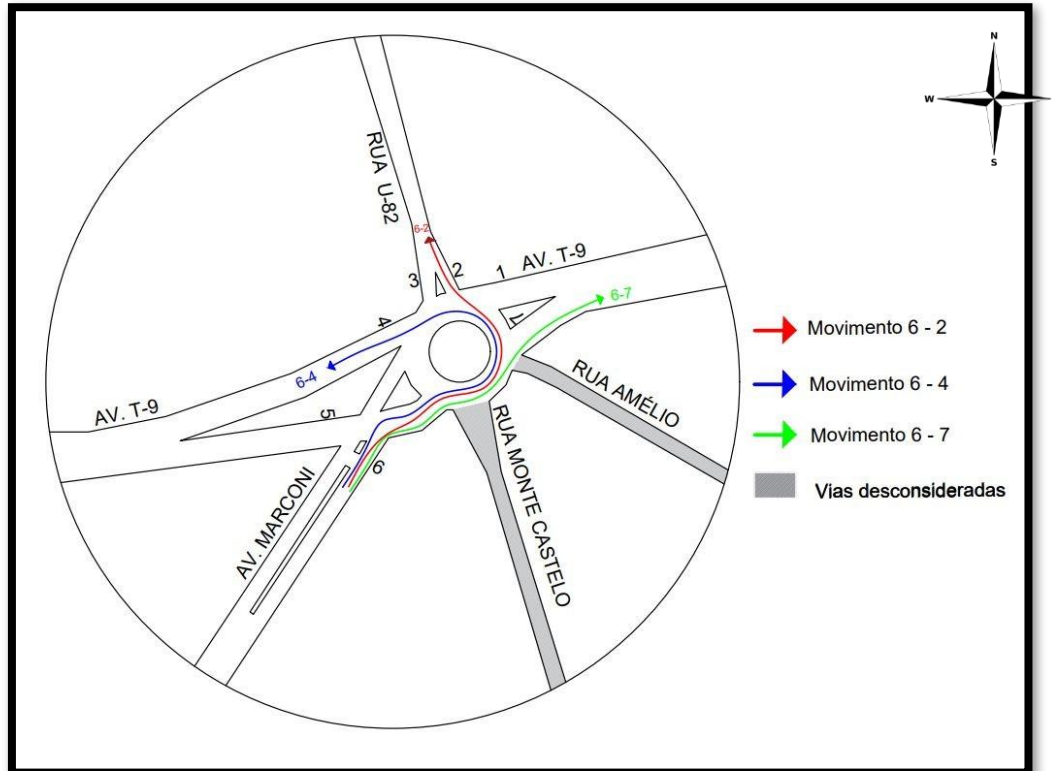 N
W
S
RUA U-82
6-2
3
2
1
AV. T-9
6-7
7
4
6-4
AV. T-9
5
6
AV. MARCONI
RUA AMÉLIO
RUA MONTE CASTELO
Movimento 6 - 2
Movimento 6 - 4
Movimento 6 - 7
Vias desconsideradas